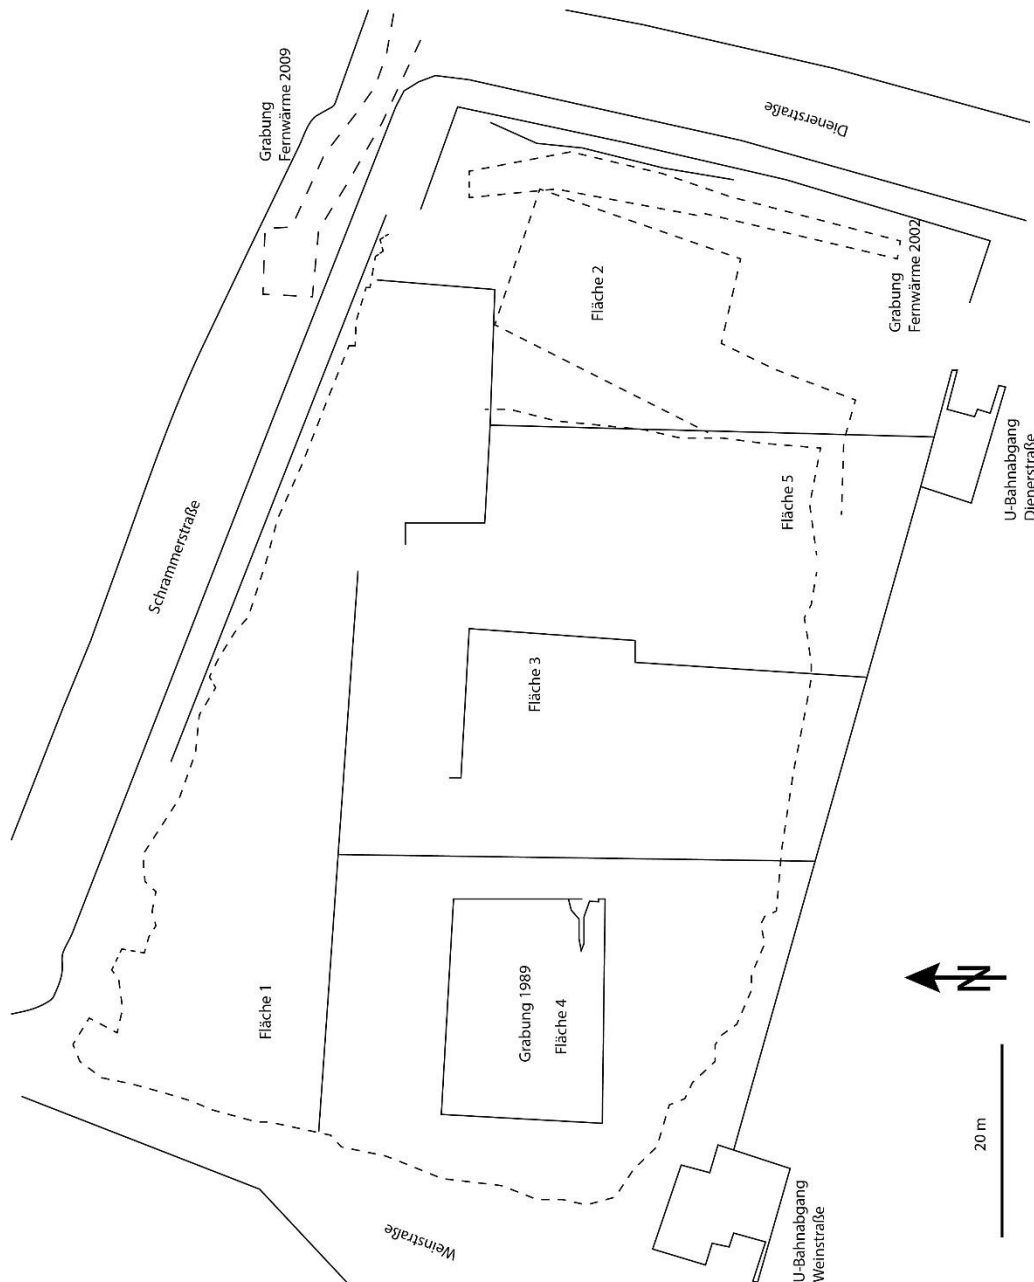 Grabung
Fernwärme 2009
Dienerstraße
Schrammerstraße
Fläche 2
Grabung
Fernwärme 2002
U-Bahnabgang
Dienerstraße
Fläche 5
Fläche 3
Fläche 1
Grabung 1989
Fläche 4
N
20 m
Weinstraße
U-Bahnabgang
Weinstraße